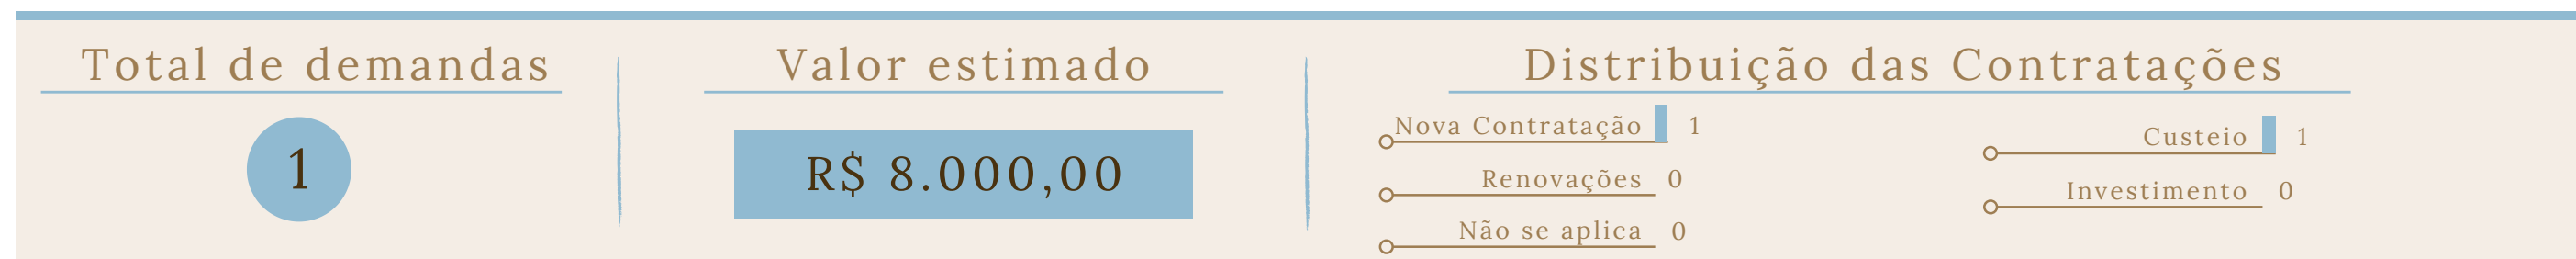 Total de demandas
1
Valor estimado
R$ 8.000,00
Distribuição das Contratações
Nova Contratação 1
Renovações 0
Não se aplica 0
Custeio 1
Investimento 0